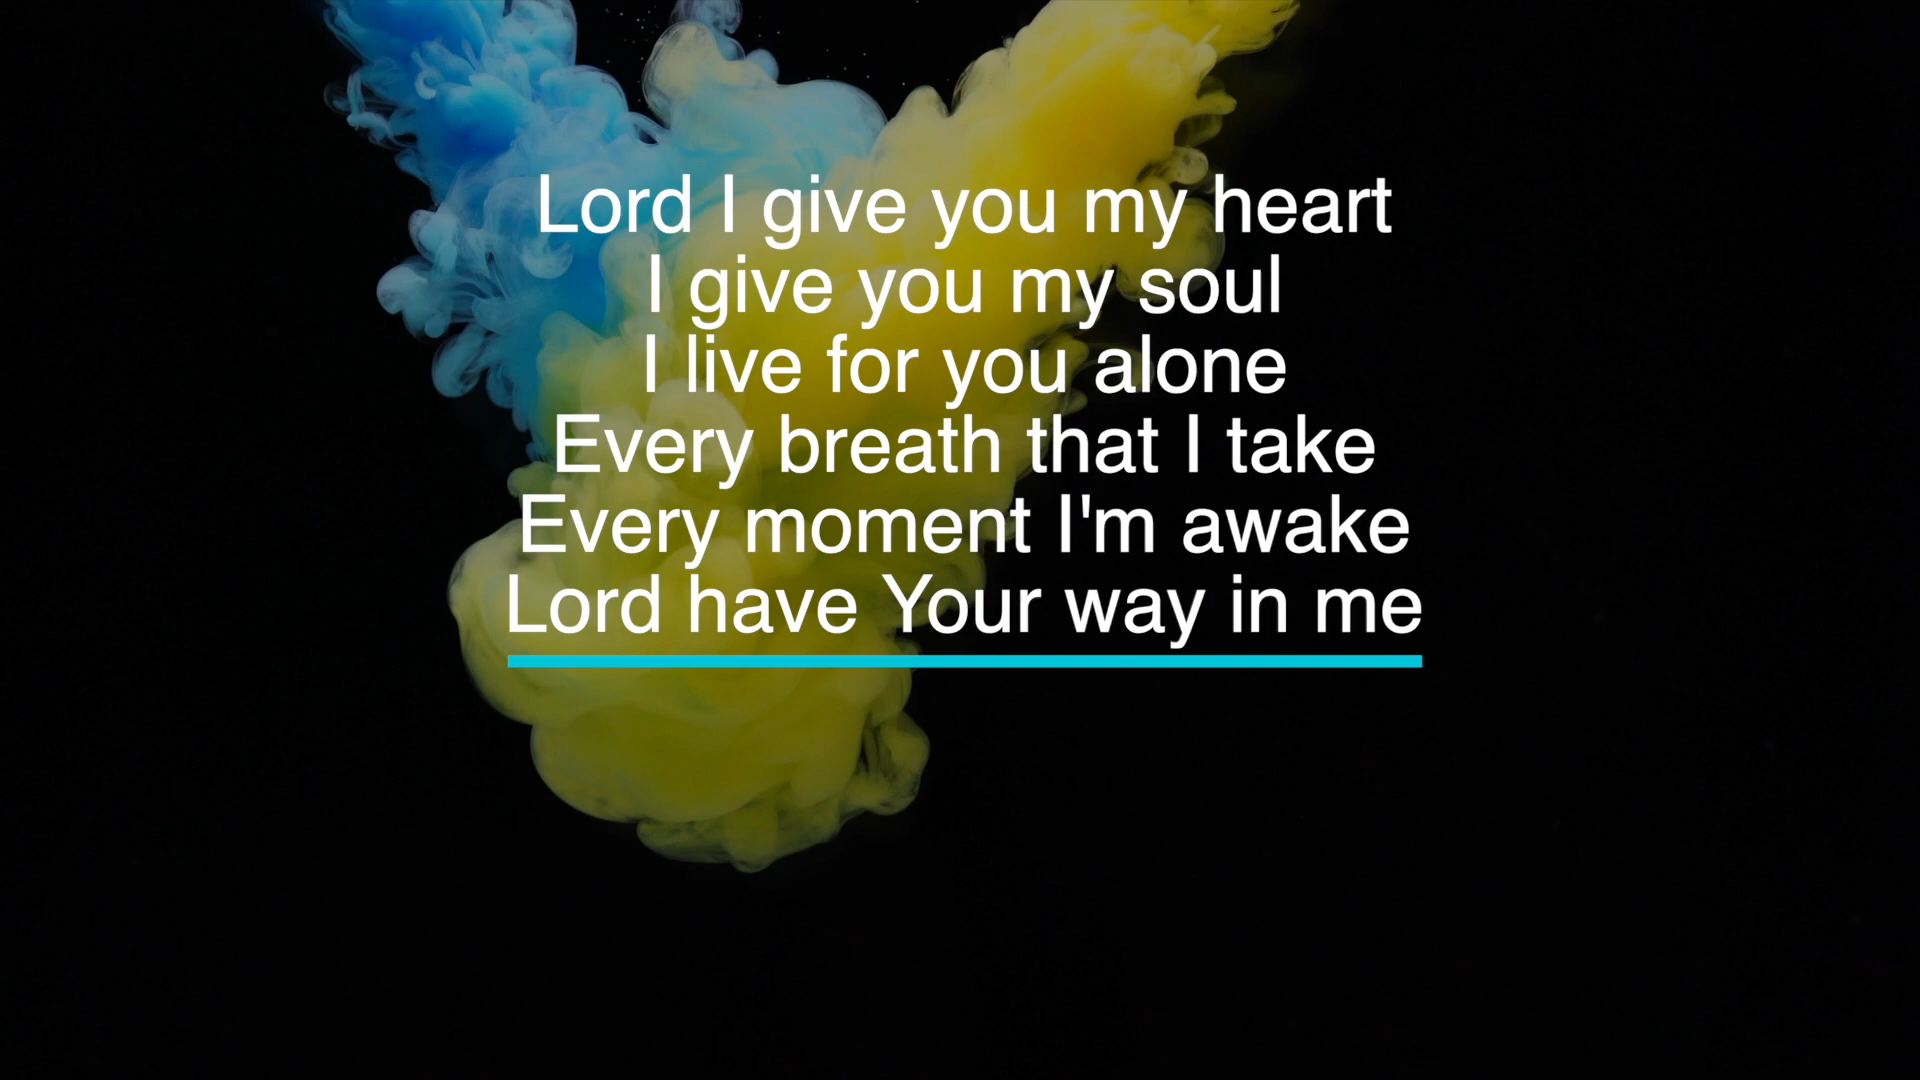 Lord I give you my heart
I give you my soul
I live for you alone
Every breath that I take
Every moment I'm awake
Lord have Your way in me